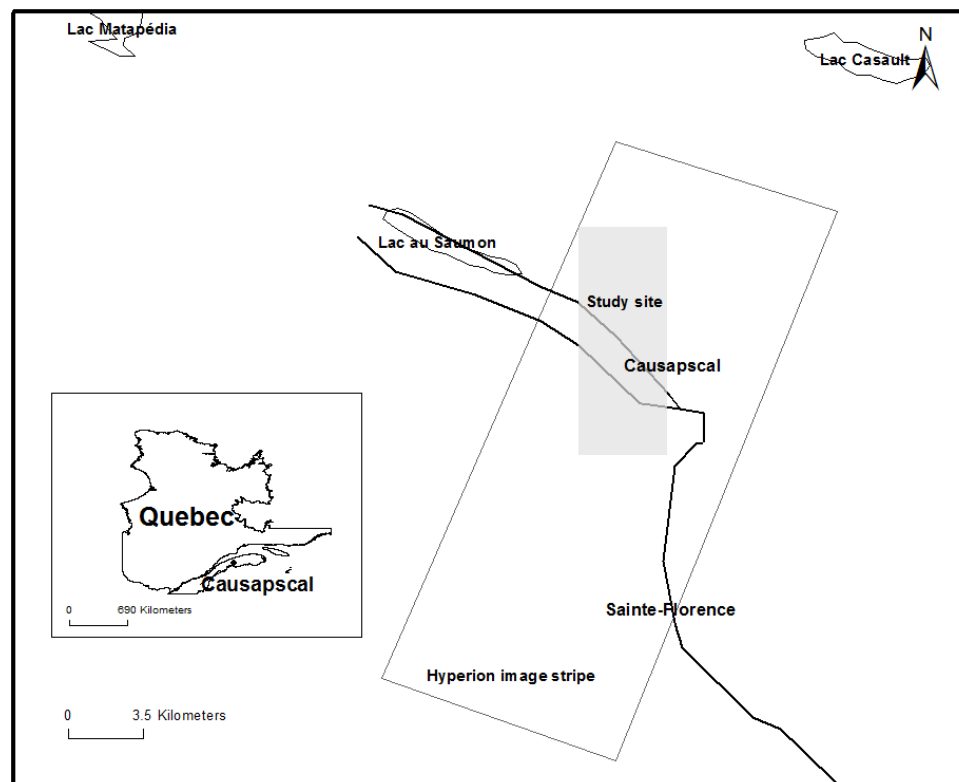 Lac Matapédia
N
Lac Casault
Lac au Saumon
Study site
Causapscal
Quebec
Causapscal
0 690 Kilometers
Sainte-Florence
Hyperion image stripe
0 3.5 Kilometers